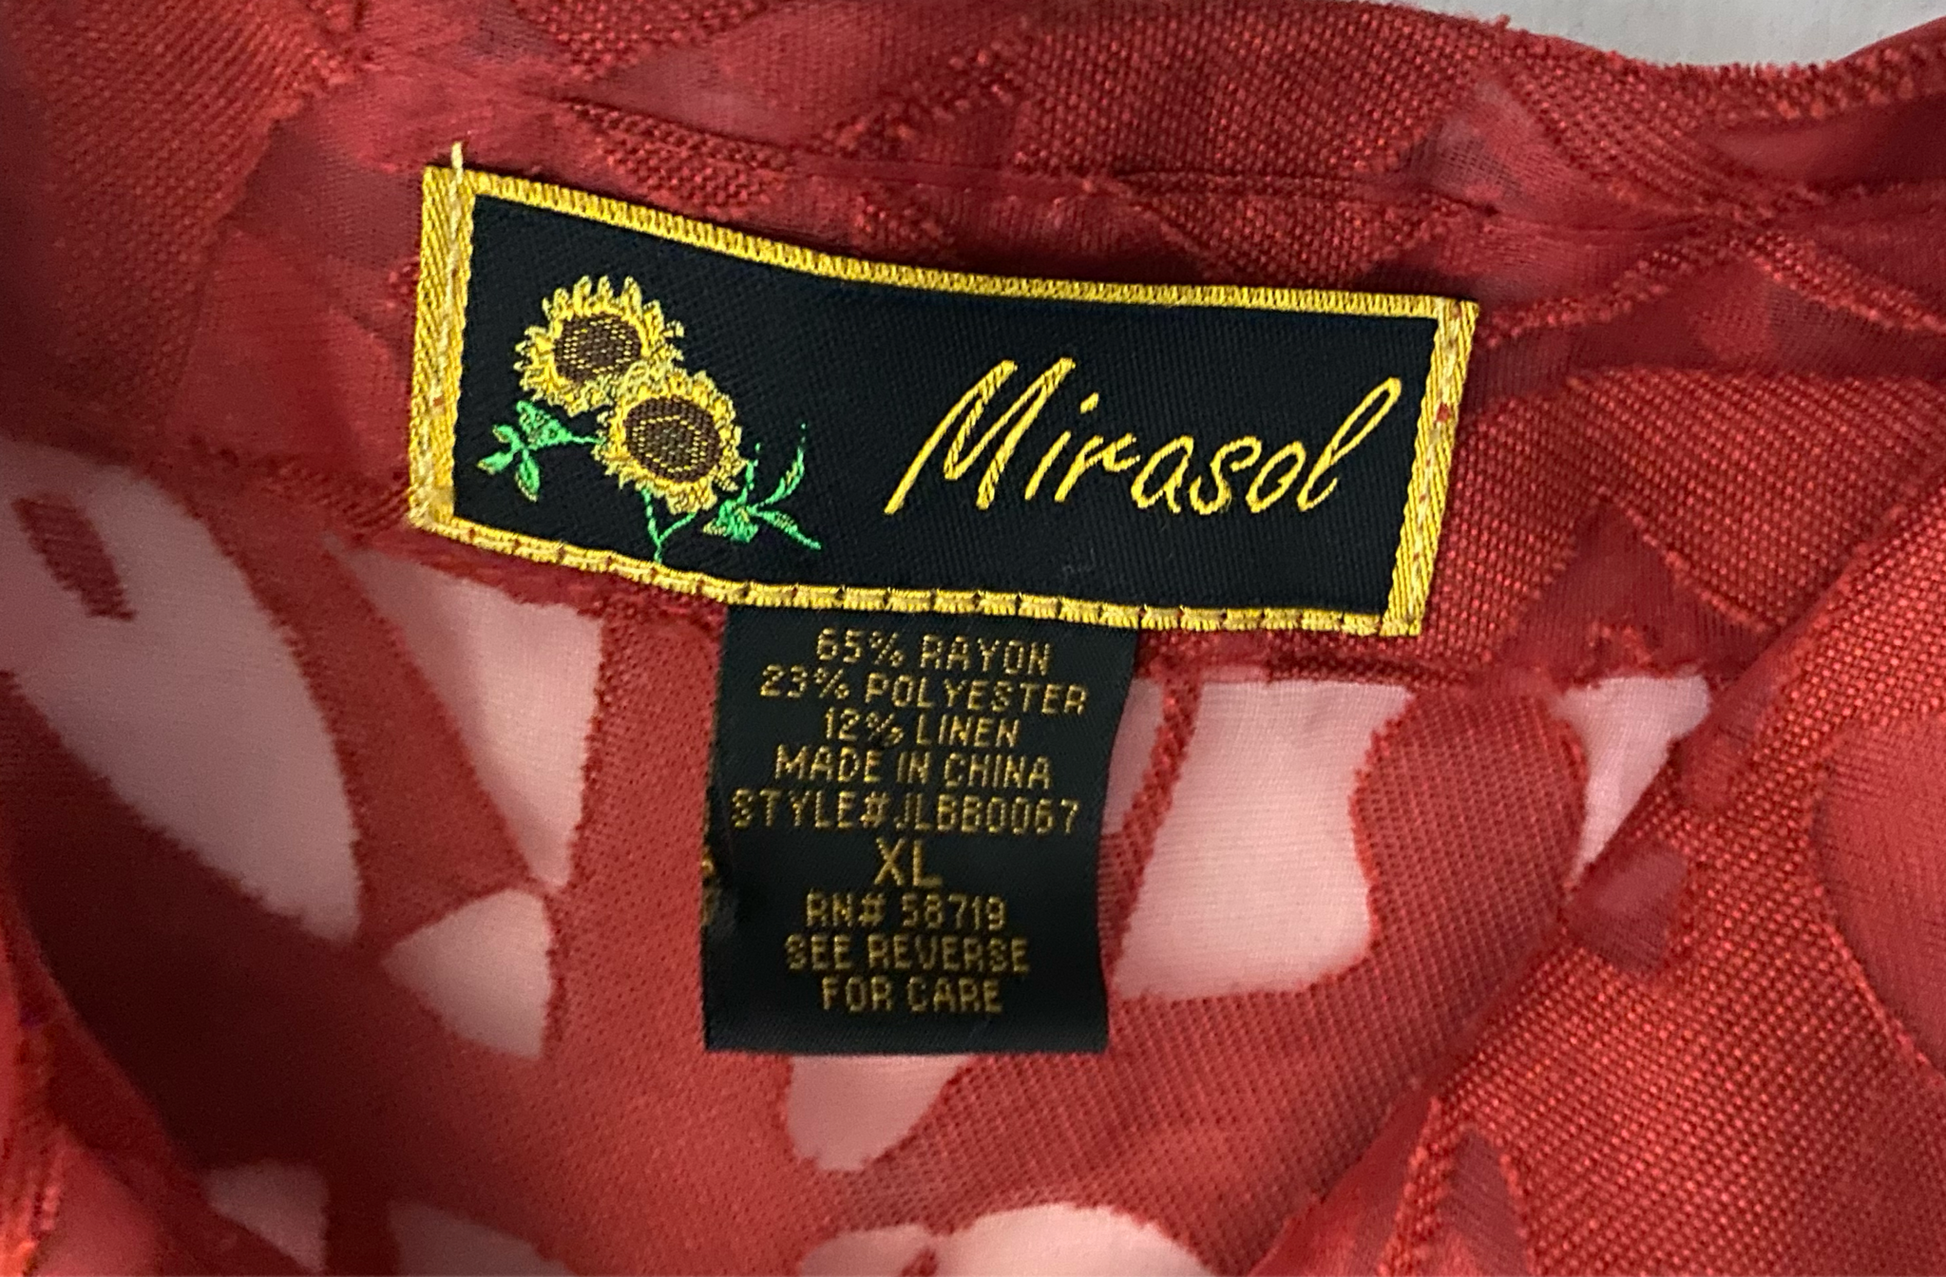 Mirasol
65% RAYON
23% POLYESTER
12% LINEN
MADE IN CHINA
STYLE#JLBB0067
XL
RN# 58719
SEE REVERSE
FOR CARE